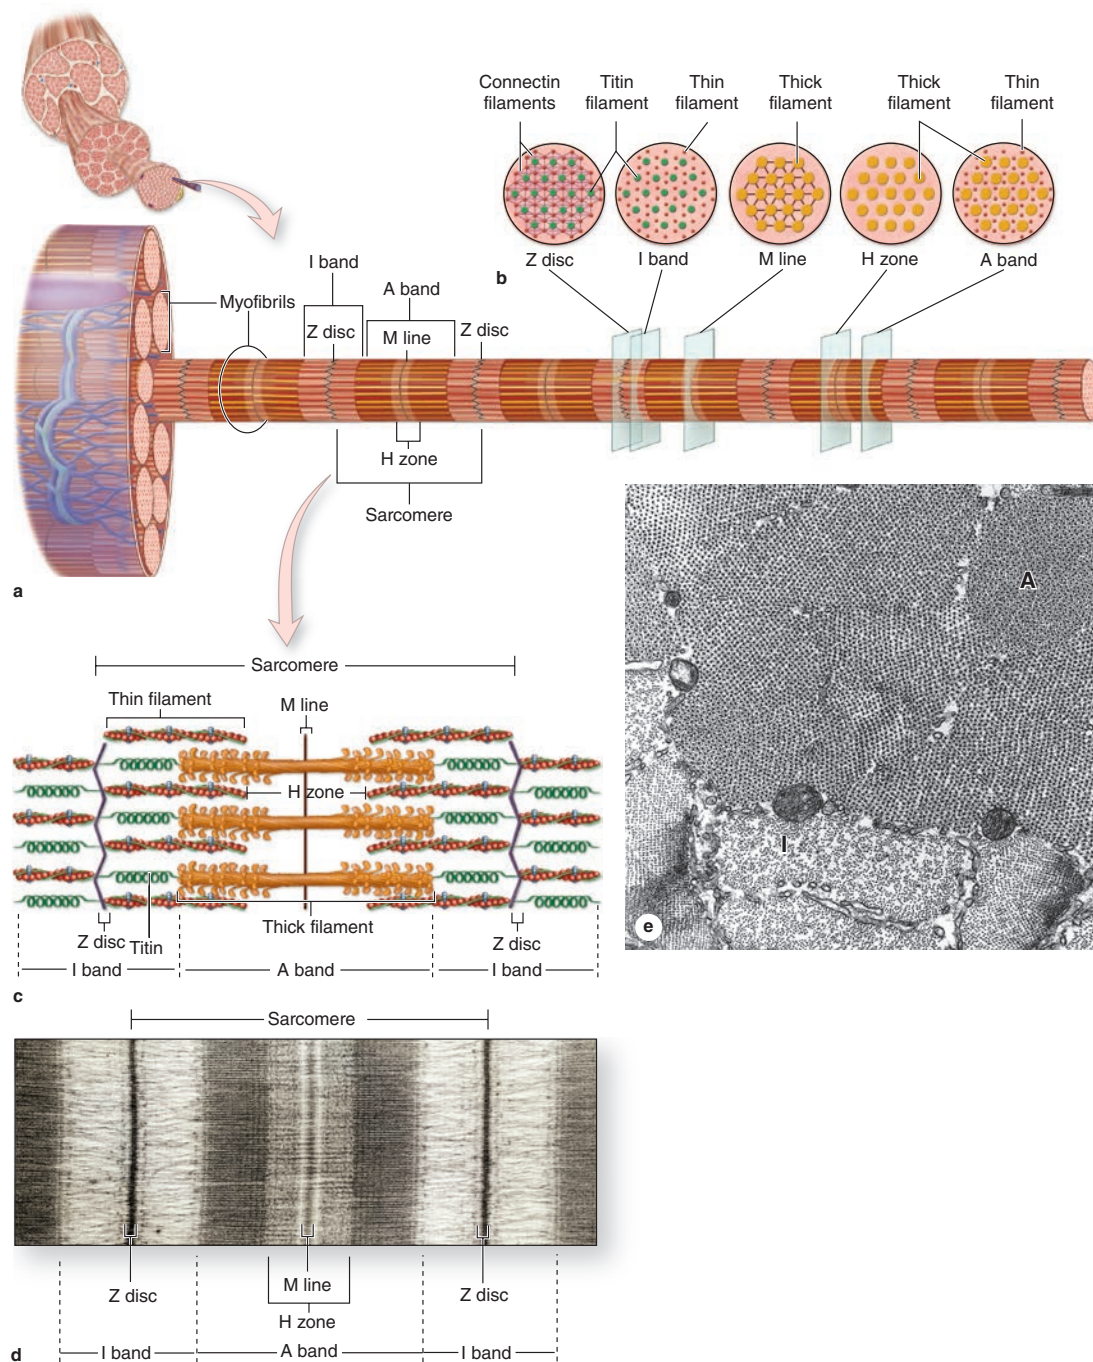 Connectin
filaments
Titin
filament
Thin
filament
Thick
filament
Thick
filament
Thin
filament
Z disc
I band
M line
H zone
A band
b
I band
A band
Myofibrils
Z disc
M line
Z disc
H zone
Sarcomere
a
A
I
e
Sarcomere
Thin filament
M line
H zone
Thick filament
Z disc
Titin
Z disc
I band
A band
I band
c
Sarcomere
Z disc
M line
Z disc
H zone
I band
A band
I band
d